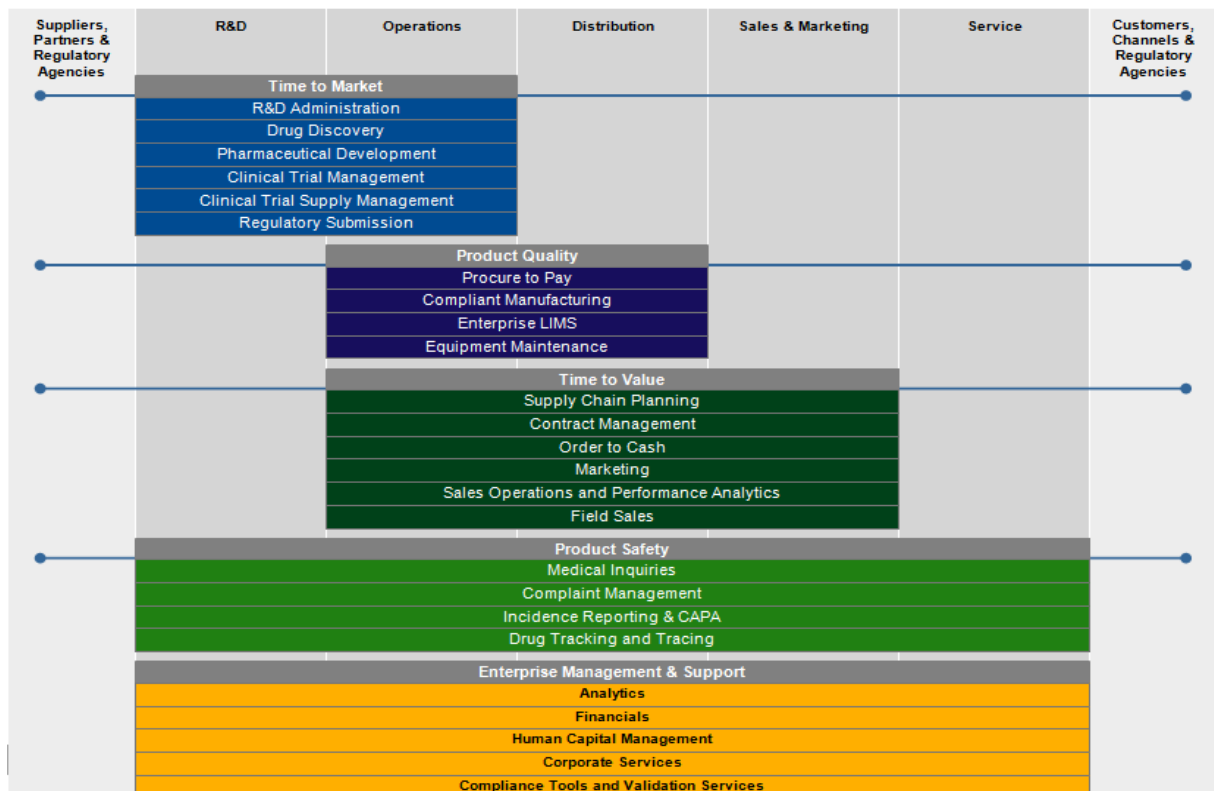 Suppliers,
Partners &
Regulatory
Agencies
R&D
Operations
Distribution
Sales & Marketing
Service
Customers,
Channels &
Regulatory
Agencies
Time to Market
R&D Administration
Drug Discovery
Pharmaceutical Development
Clinical Trial Management
Clinical Trial Supply Management
Regulatory Submission
Product Quality
Procure to Pay
Compliant Manufacturing
Enterprise LIMS
Equipment Maintenance
Time to Value
Supply Chain Planning
Contract Management
Order to Cash
Marketing
Sales Operations and Performance Analytics
Field Sales
Product Safety
Medical Inquiries
Complaint Management
Incidence Reporting & CAPA
Drug Tracking and Tracing
Enterprise Management & Support
Analytics
Financials
Human Capital Management
Corporate Services
Compliance Tools and Validation Services